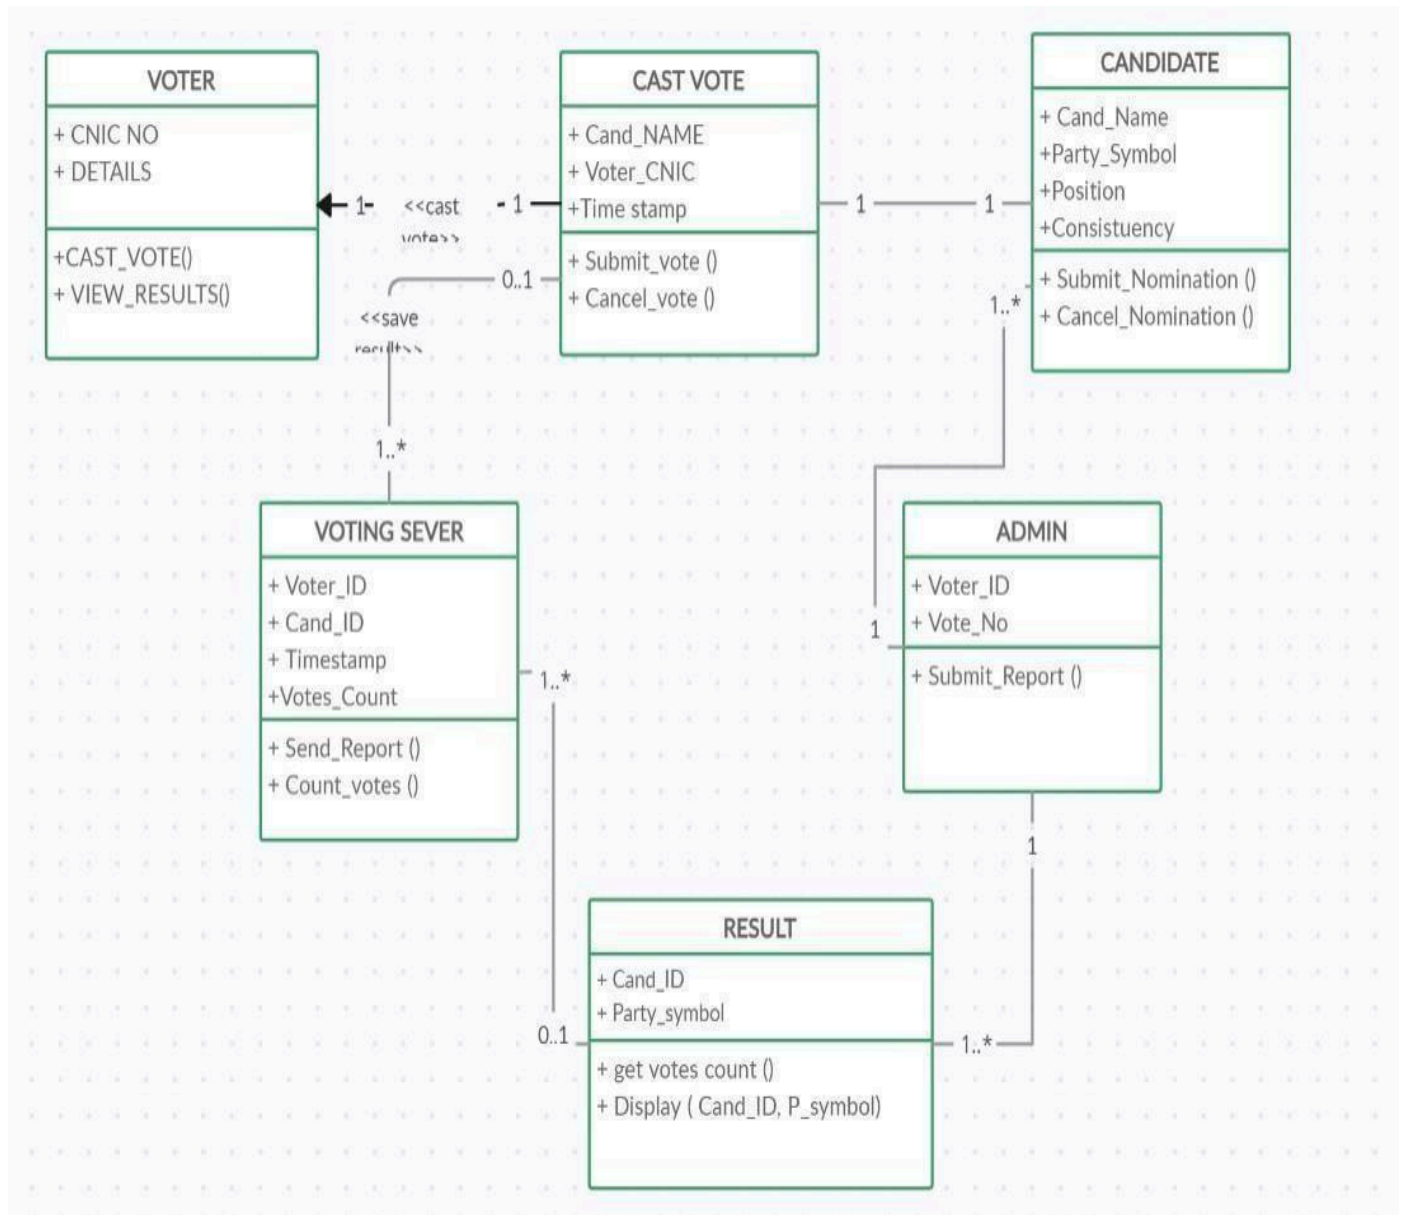 VOTER
+ CNIC NO
+ DETAILS
+CAST_VOTE()
+ VIEW_RESULTS()
1
<<cast
vote>>
1
CAST VOTE
+ Cand_NAME
+ Voter_CNIC
+Time stamp
+ Submit_vote ()
+ Cancel_vote ()
1
1
CANDIDATE
+ Cand_Name
+Party_Symbol
+Position
+Consistuency
+ Submit_Nomination ()
+ Cancel_Nomination ()
0..1
<<save
result>>
1..*
1..*
1
VOTING SEVER
+ Voter_ID
+ Cand_ID
+ Timestamp
+Votes_Count
+ Send_Report ()
+ Count_votes ()
1..*
0..1
ADMIN
+ Voter_ID
+ Vote_No
+ Submit_Report ()
1
1..*
RESULT
+ Cand_ID
+ Party_symbol
+ get votes count ()
+ Display ( Cand_ID, P_symbol)